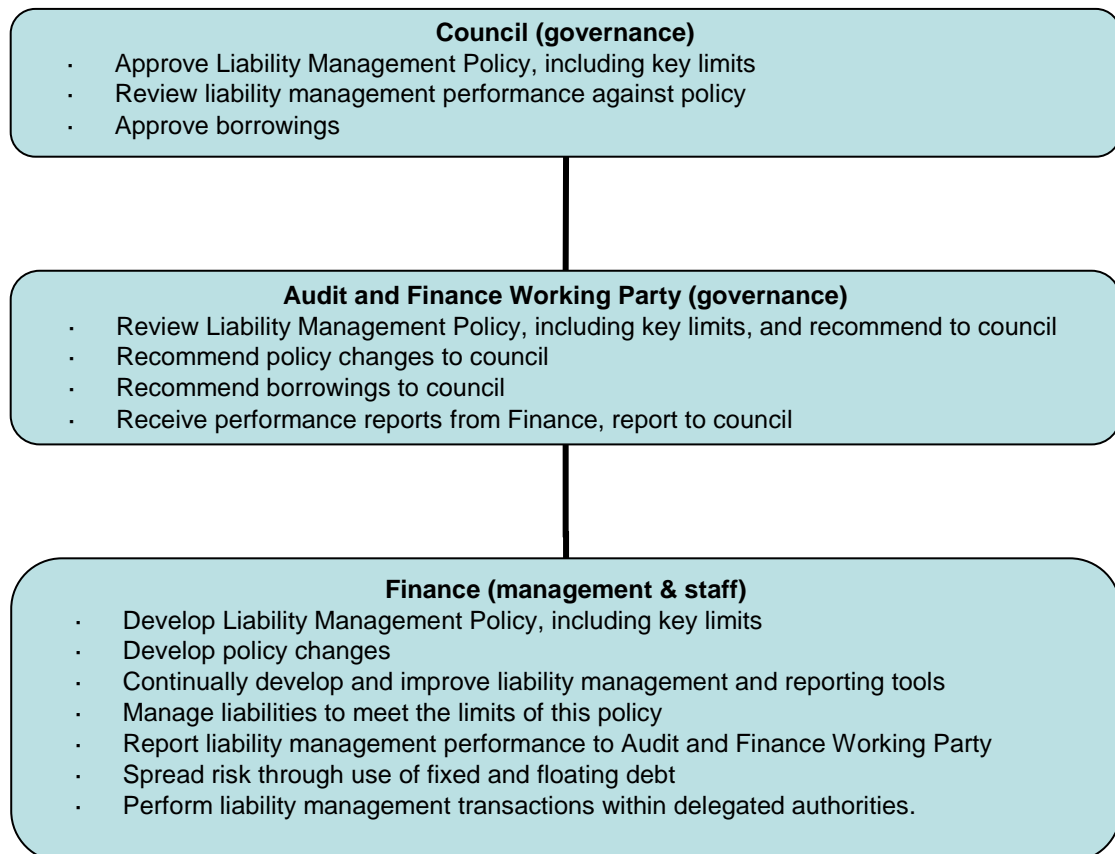 Council (governance)
· Approve Liability Management Policy, including key limits
· Review liability management performance against policy
· Approve borrowings
Audit and Finance Working Party (governance)
· Review Liability Management Policy, including key limits, and recommend to council
· Recommend policy changes to council
· Recommend borrowings to council
· Receive performance reports from Finance, report to council
Finance (management & staff)
· Develop Liability Management Policy, including key limits
· Develop policy changes
· Continually develop and improve liability management and reporting tools
· Manage liabilities to meet the limits of this policy
· Report liability management performance to Audit and Finance Working Party
· Spread risk through use of fixed and floating debt
· Perform liability management transactions within delegated authorities.